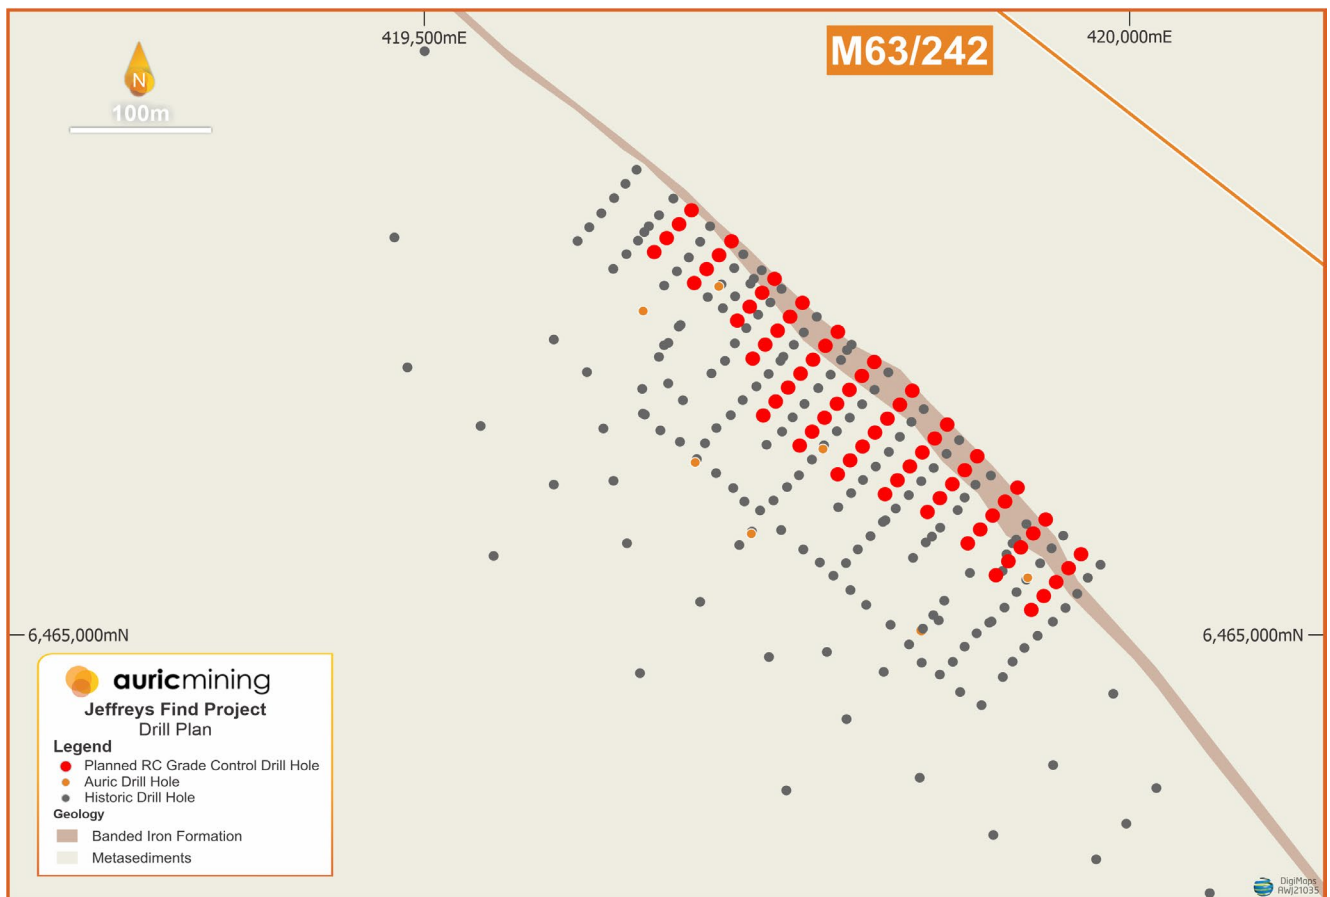 419,500mE
M63/242
420,000mE
N
100m
6,465,000mN
6,465,000mN
auricmining
Jeffreys Find Project
Drill Plan
Legend
Planned RC Grade Control Drill Hole
Auric Drill Hole
Historic Drill Hole
Geology
Banded Iron Formation
Metasediments
DigiMaps
AWJ21035